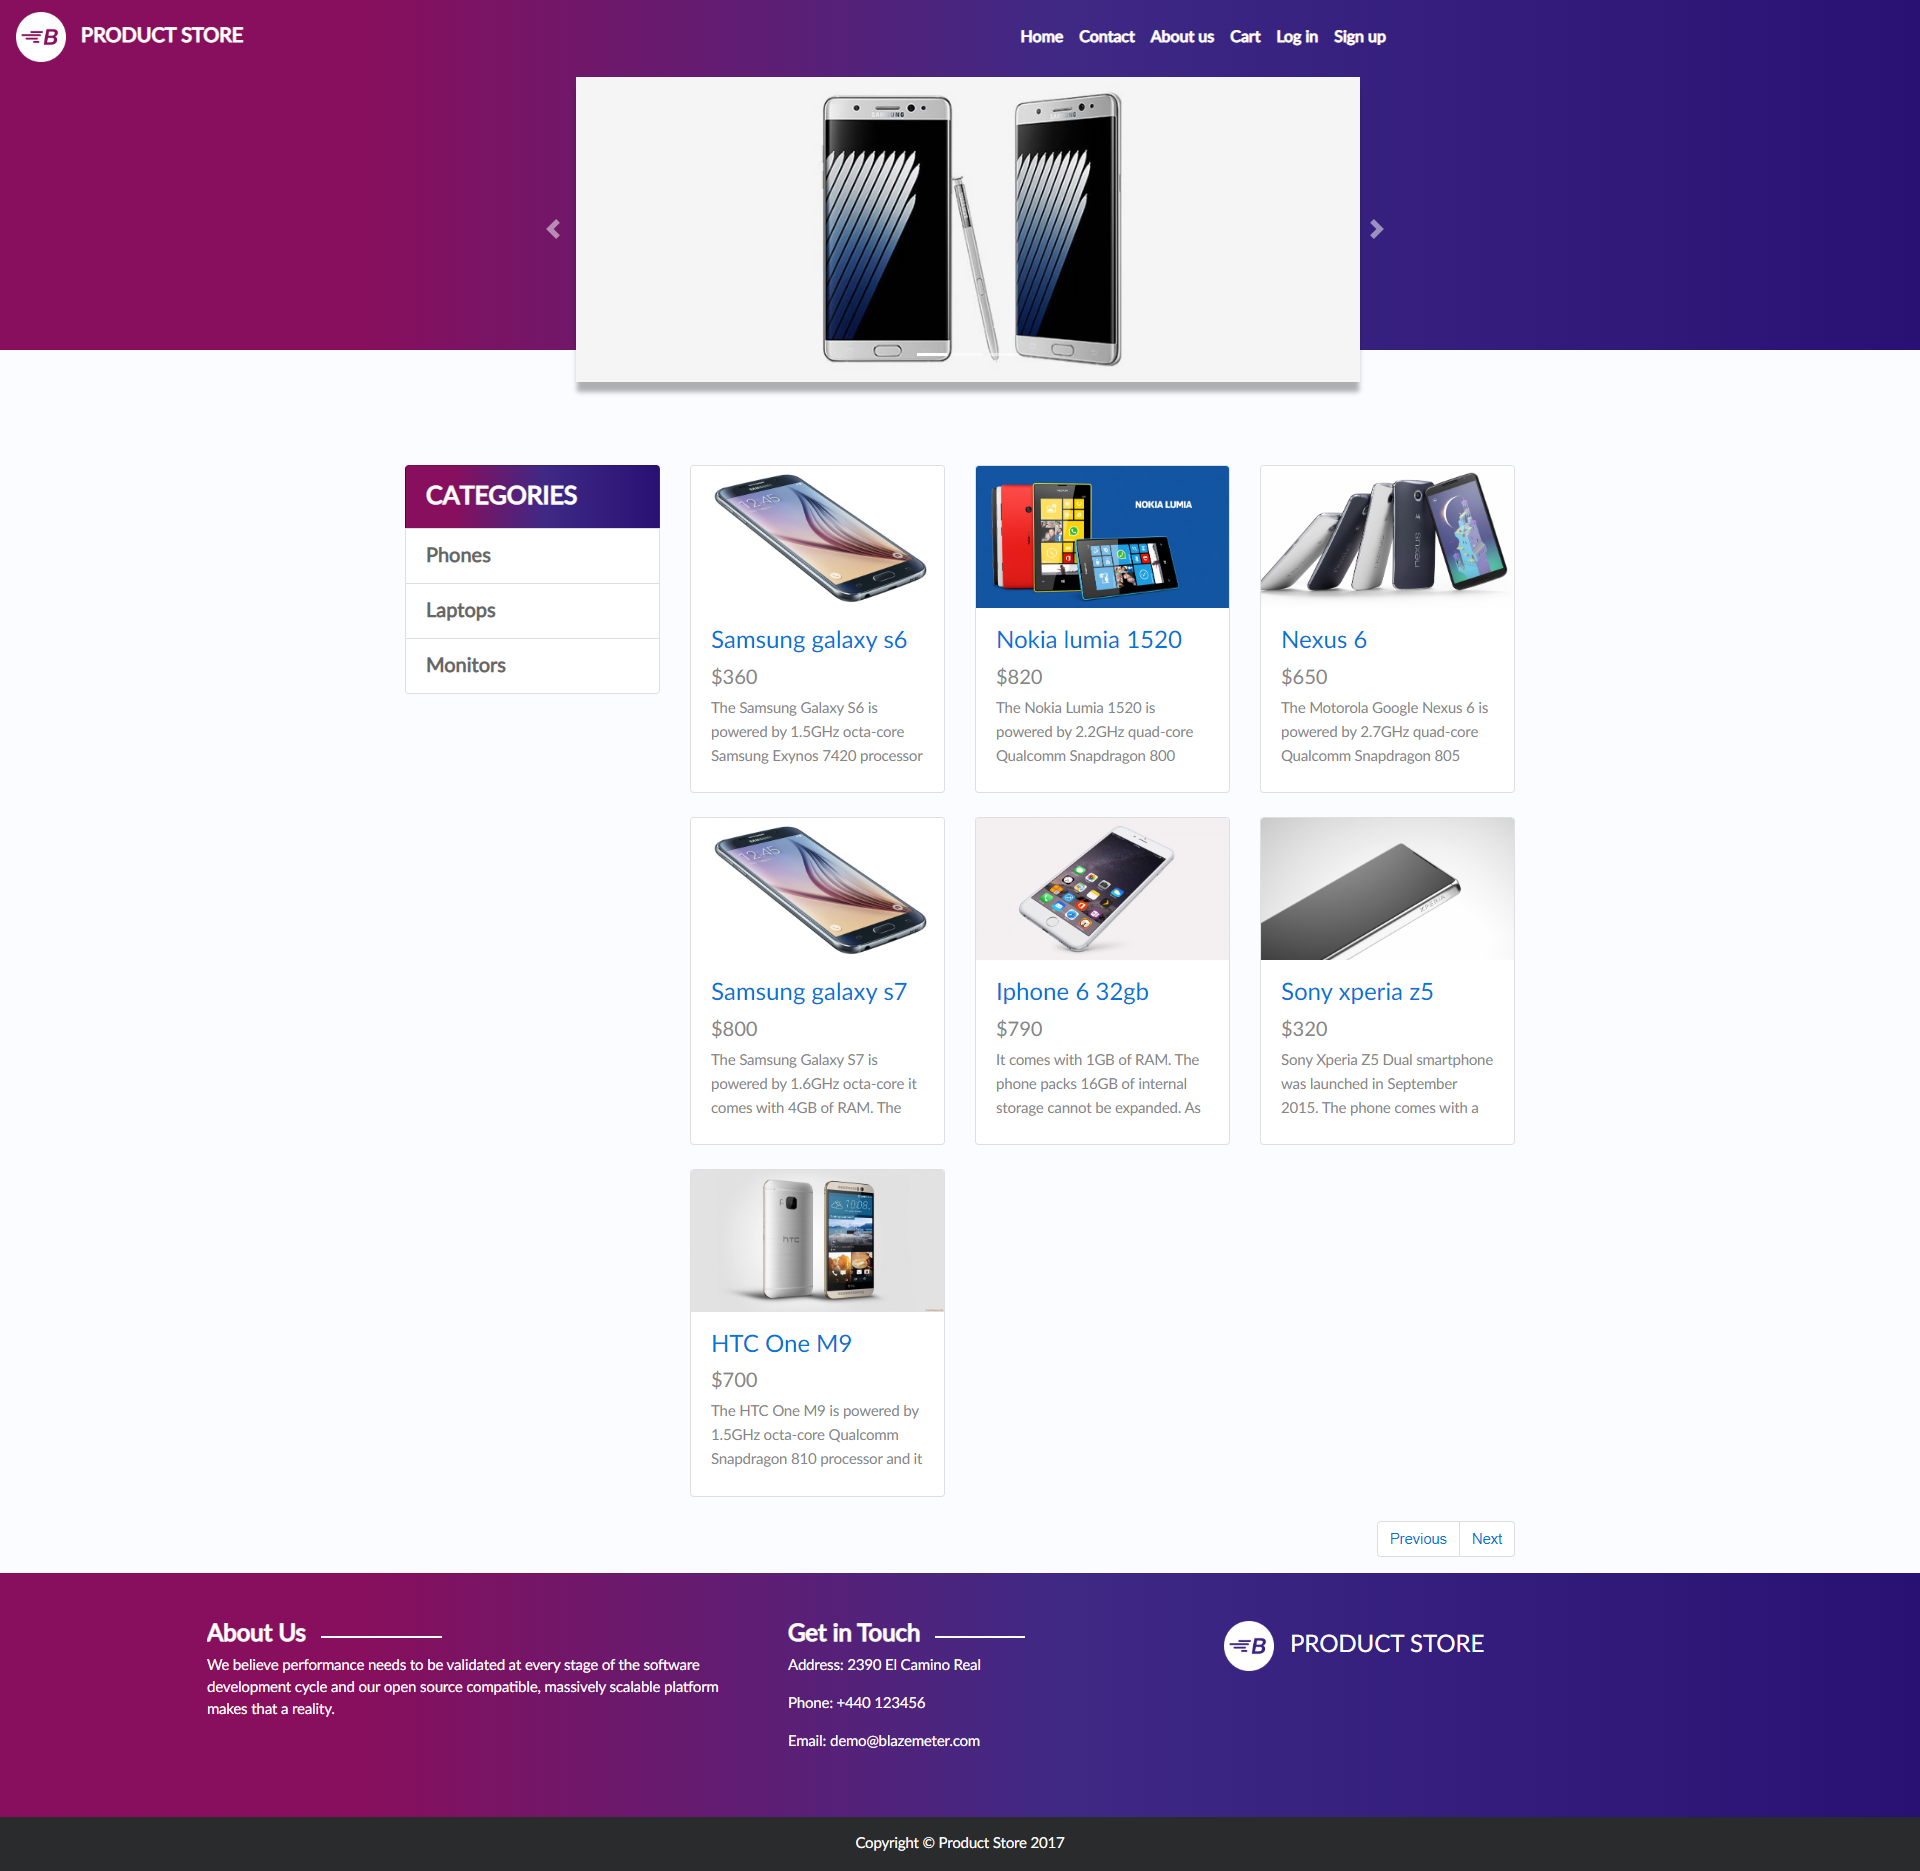 B PRODUCT STORE
Home Contact About us Cart Log in Sign up
SAMSUNG
CATEGORIES
Phones
Laptops
Monitors
12:45
NOKIA LUMIA
nexus
Samsung galaxy s6
$360
The Samsung Galaxy S6 is
powered by 1.5GHz octa-core
Samsung Exynos 7420 processor
Nokia lumia 1520
$820
The Nokia Lumia 1520 is
powered by 2.2GHz quad-core
Qualcomm Snapdragon 800
Nexus 6
$650
The Motorola Google Nexus 6 is
powered by 2.7GHz quad-core
Qualcomm Snapdragon 805
12:45
XPERIA
Samsung galaxy s7
$800
The Samsung Galaxy S7 is
powered by 1.6GHz octa-core it
comes with 4GB of RAM. The
Iphone 6 32gb
$790
It comes with 1GB of RAM. The
phone packs 16GB of internal
storage cannot be expanded. As
Sony xperia z5
$320
Sony Xperia Z5 Dual smartphone
was launched in September
2015. The phone comes with a
hTC
HTC One M9
$700
The HTC One M9 is powered by
1.5GHz octa-core Qualcomm
Snapdragon 810 processor and it
Previous Next
About Us
We believe performance needs to be validated at every stage of the software
development cycle and our open source compatible, massively scalable platform
makes that a reality.
Get in Touch
Address: 2390 El Camino Real
Phone: +440 123456
Email: demo@blazemeter.com
B PRODUCT STORE
Copyright © Product Store 2017